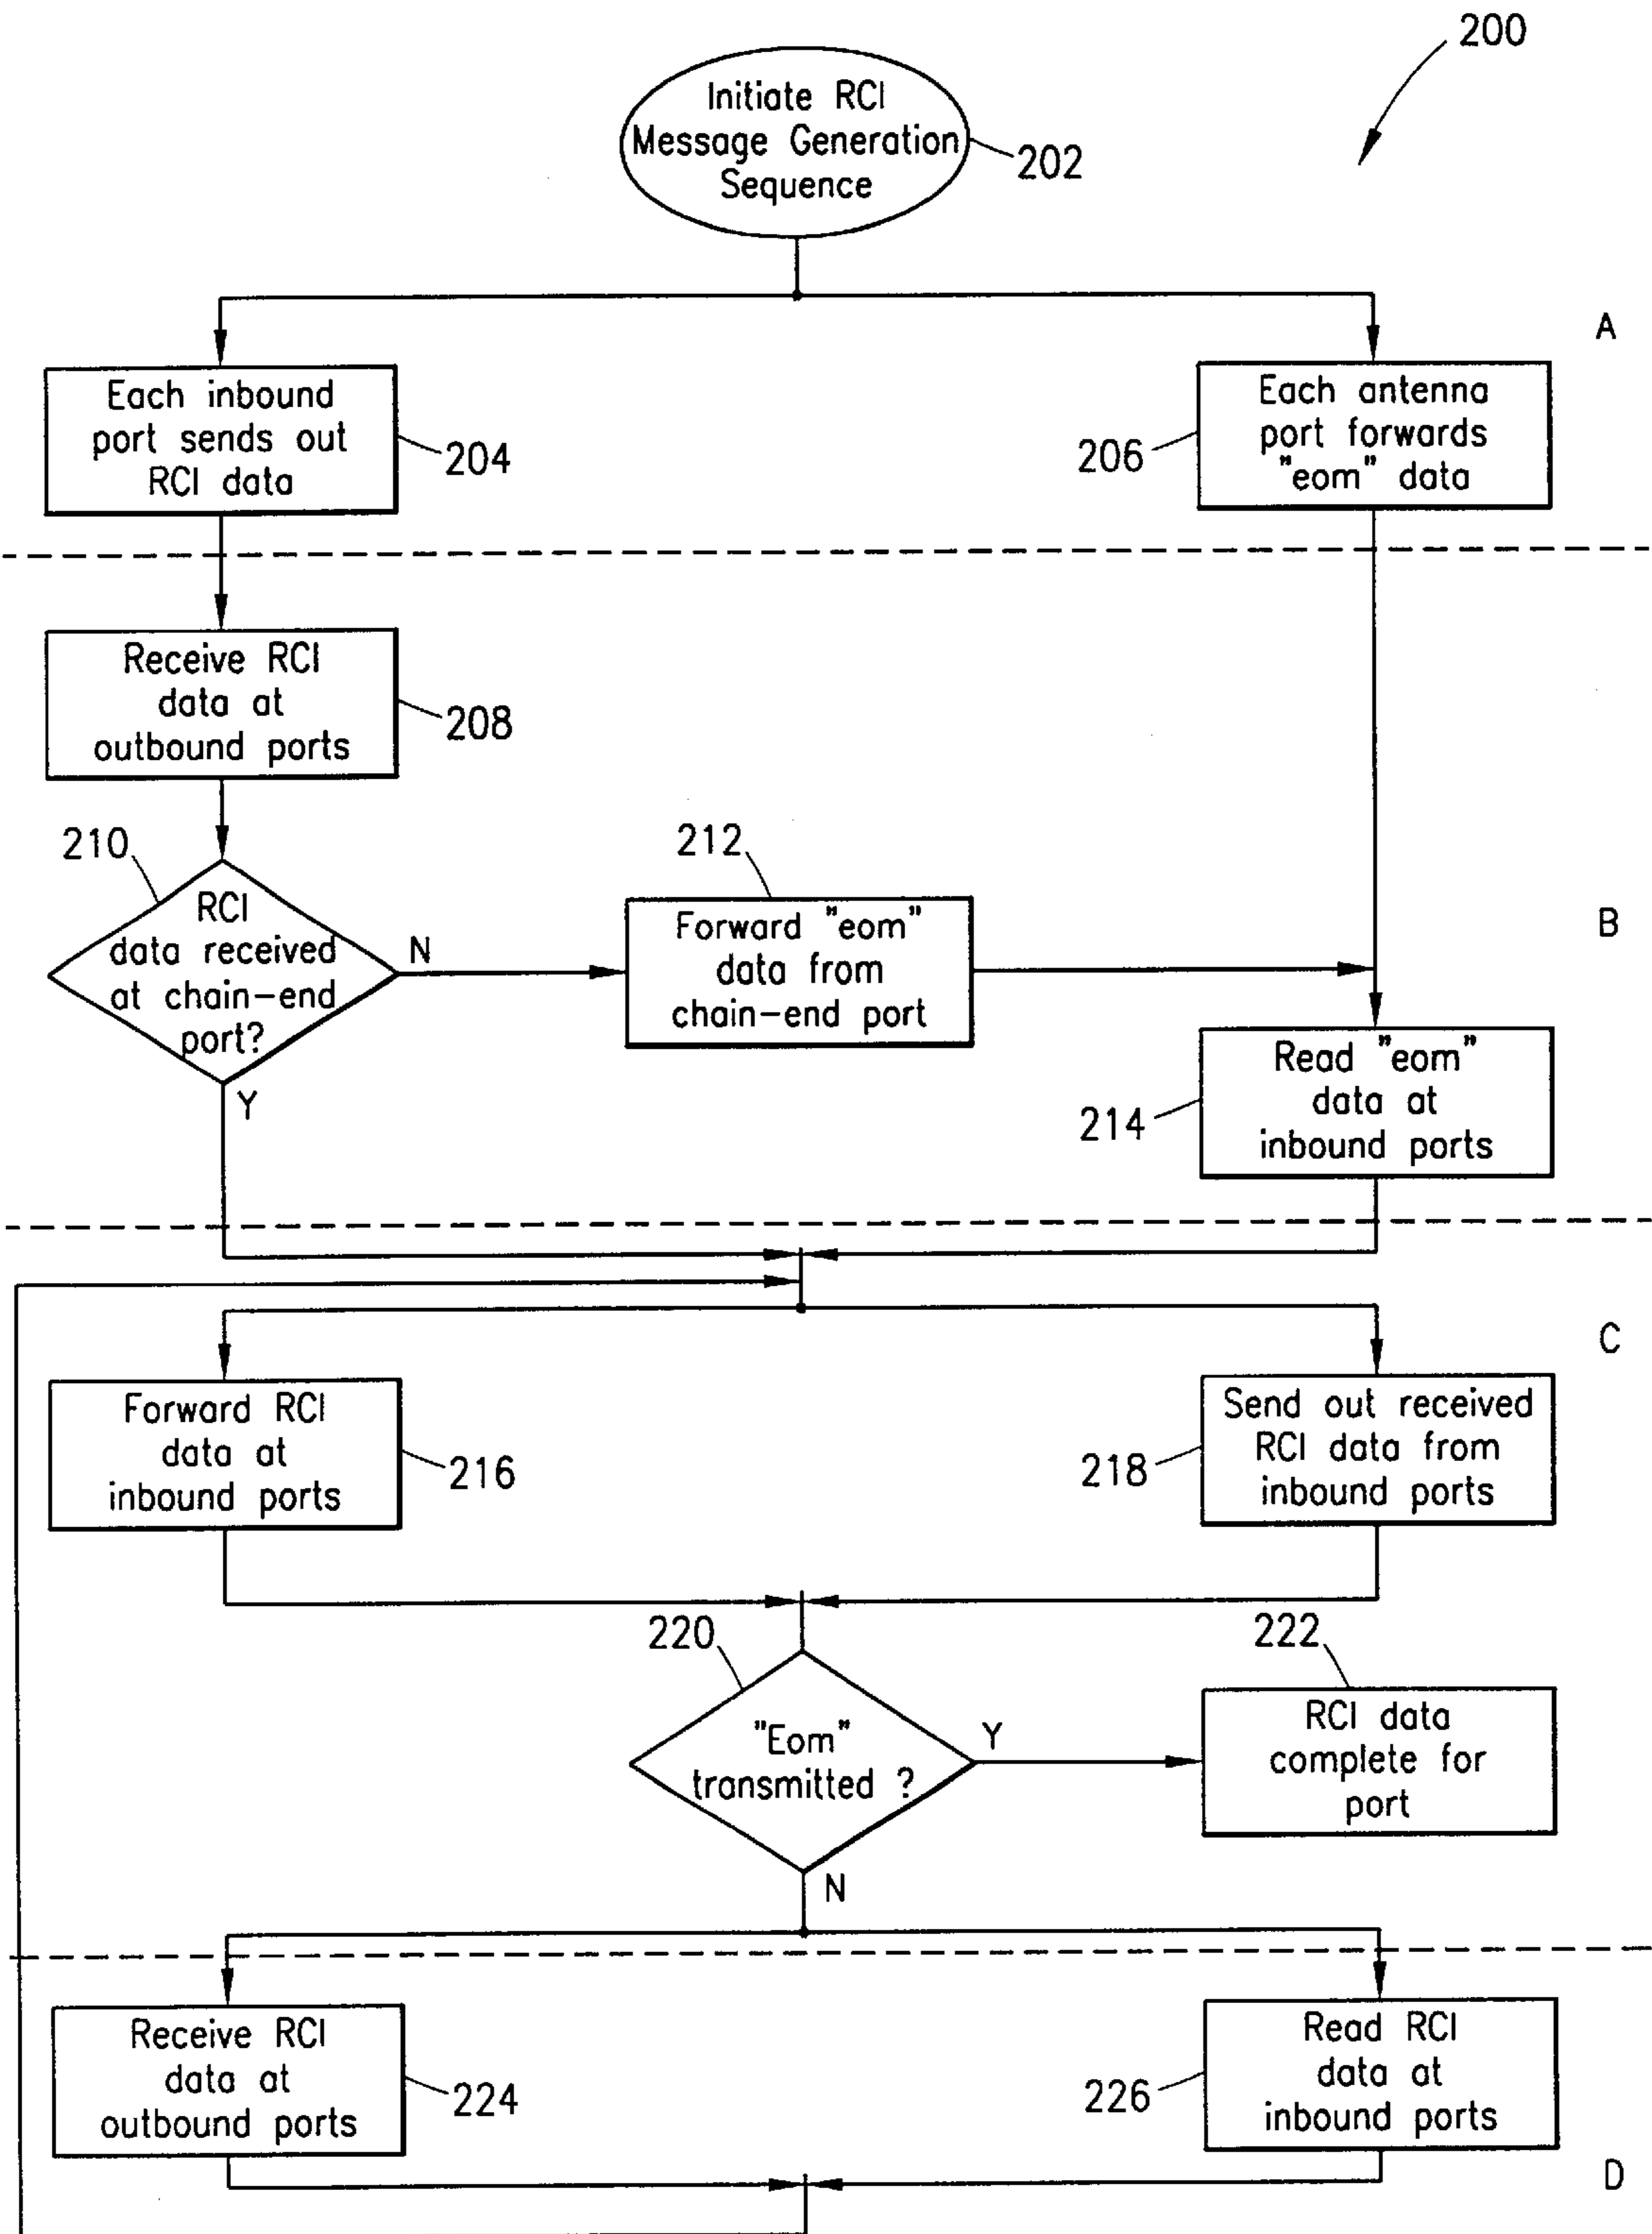 200
Initiate RCI
Message Generation
Sequence
202
A
Each inbound
port sends out
RCI data
204
Each antenna
port forwards
"eom" data
206
Receive RCI
data at
outbound ports
208
210
RCI
data received
at chain-end
port?
N
Y
212
Forward "eom"
data from
chain-end port
B
Read "eom"
data at
inbound ports
214
C
Forward RCI
data at
inbound ports
216
Send out received
RCI data from
inbound ports
218
220
"Eom"
transmitted ?
Y
N
222
RCI data
complete for
port
Receive RCI
data at
outbound ports
224
Read RCI
data at
inbound ports
226
D